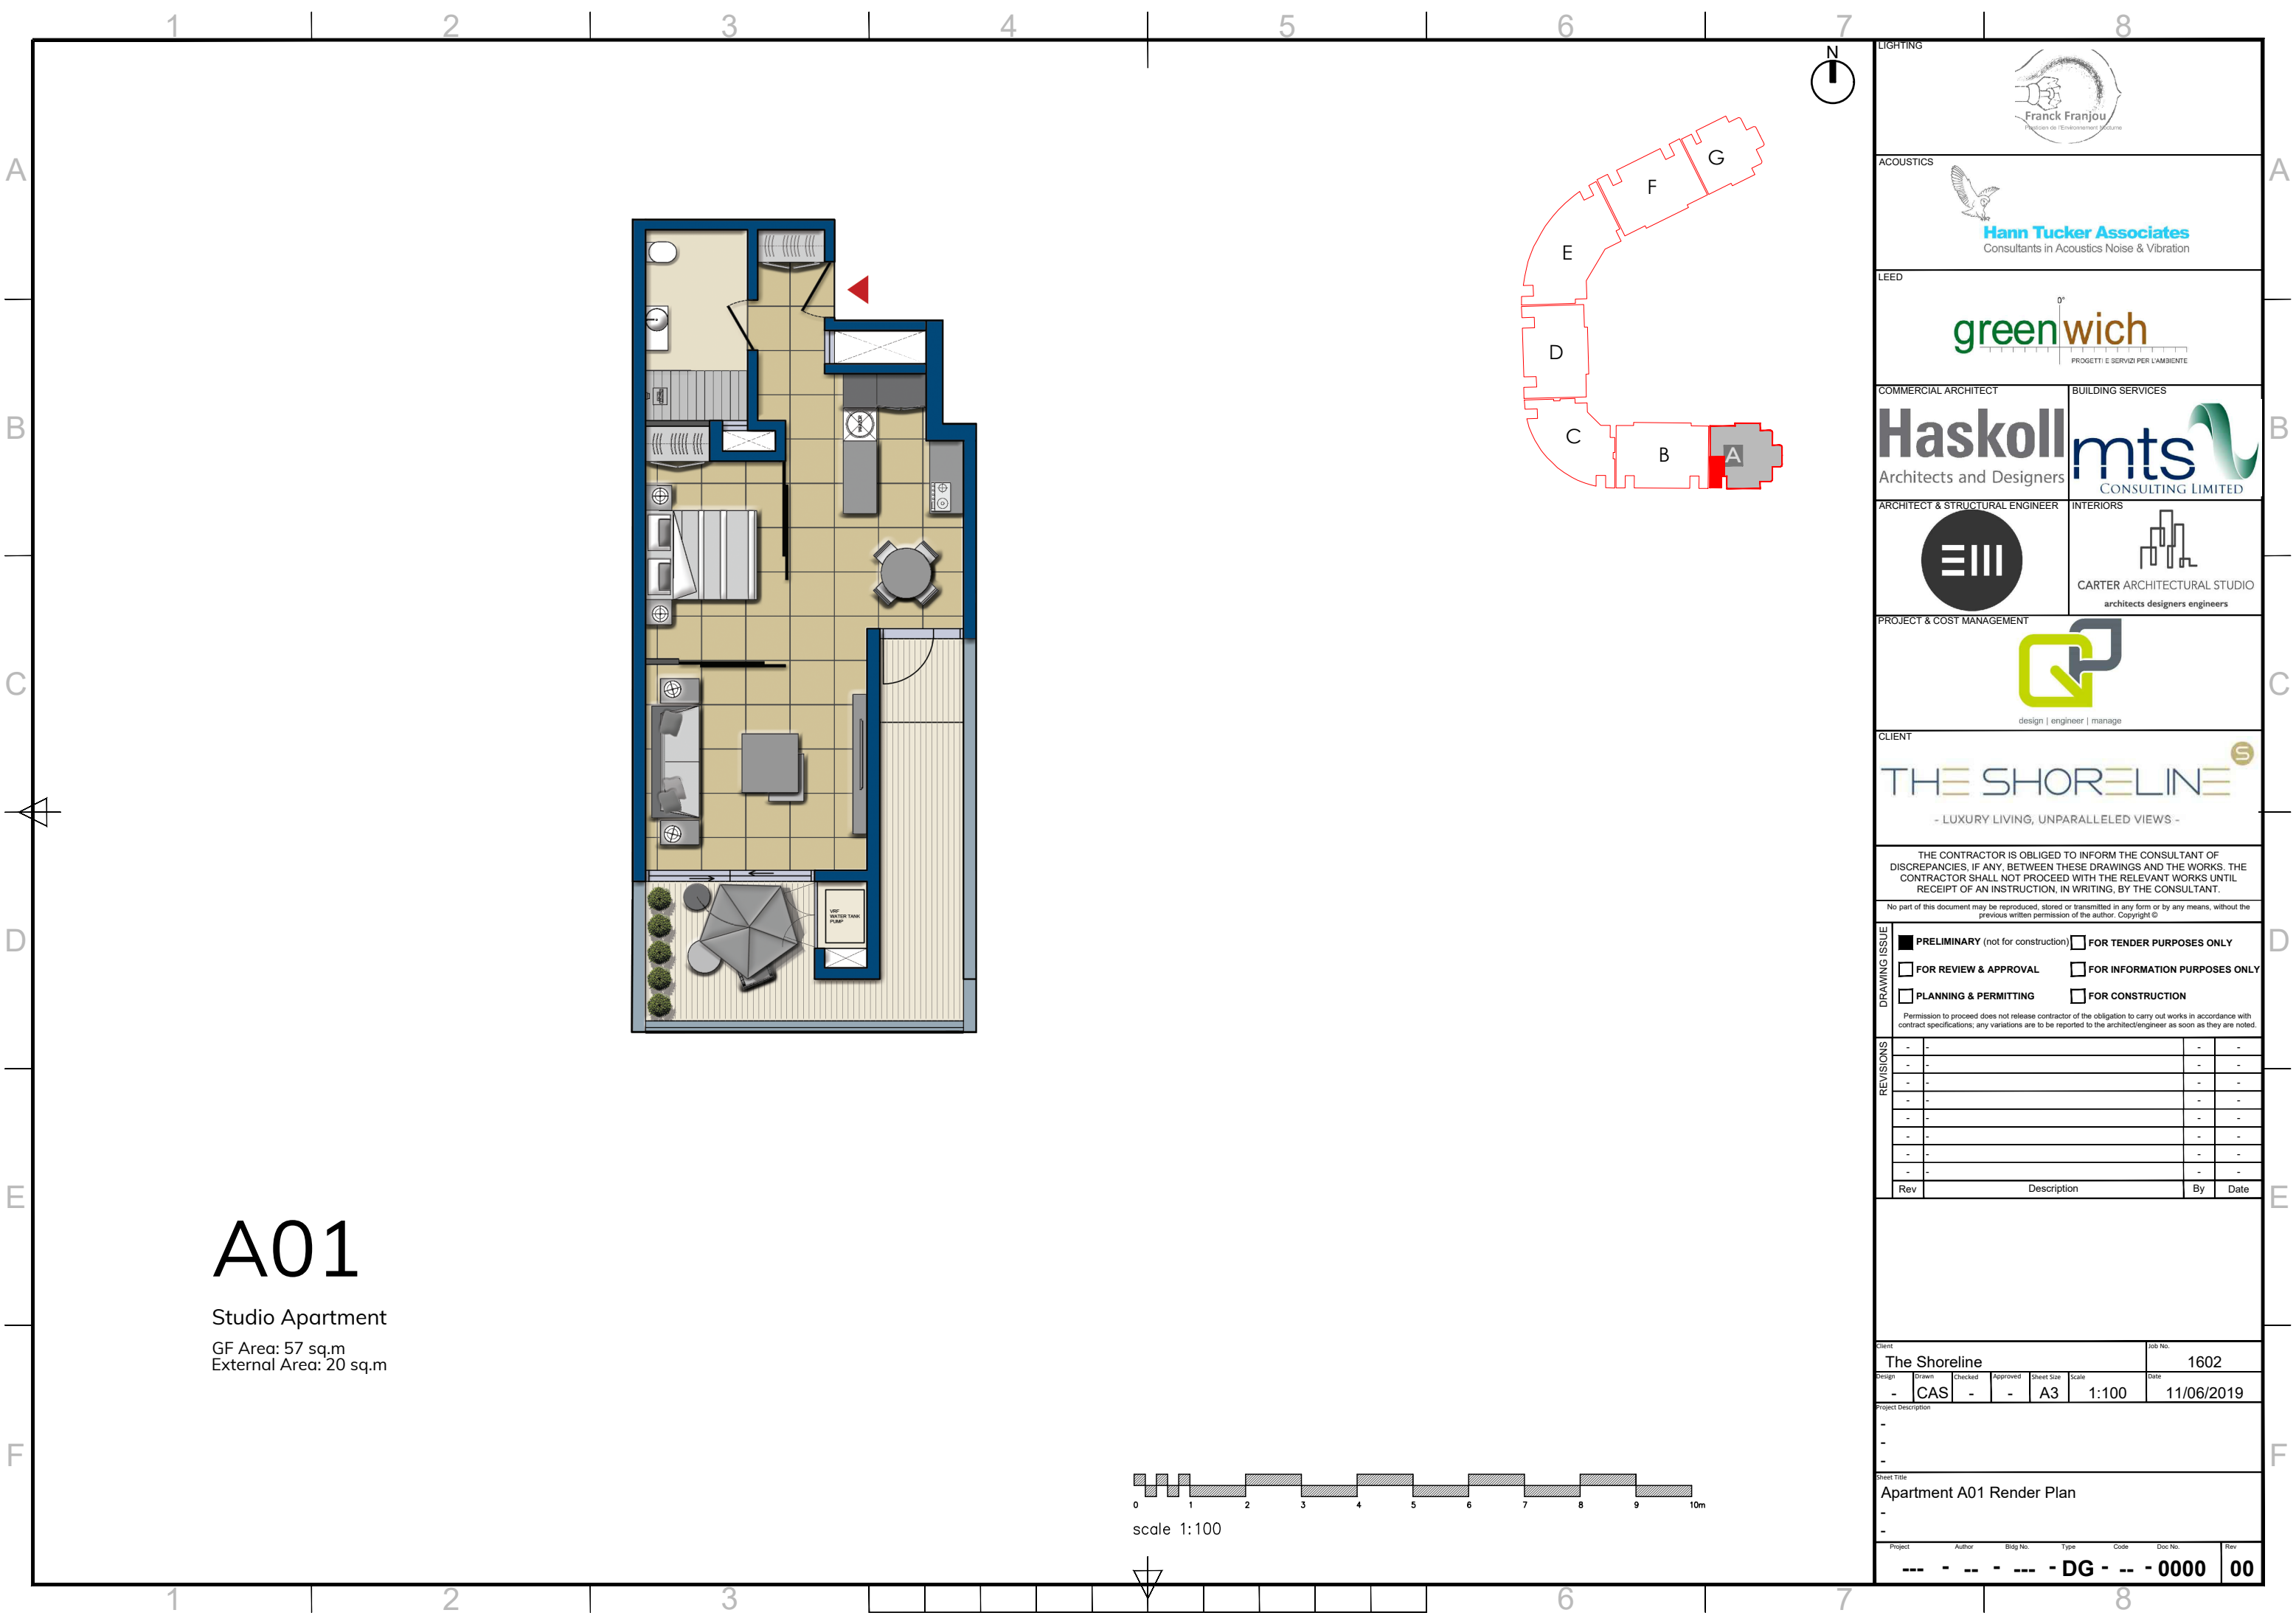 1 2 3 4 5 6 7 8
A
B
C
D
E
F
N
G
F
E
D
C
B
A
VRF
WATER TANK
PUMP
A01
Studio Apartment
GF Area: 57 sq.m
External Area: 20 sq.m
0 1 2 3 4 5 6 7 8 9 10m
scale 1:100
LIGHTING
Franck Franjou
ACOUSTICS
Hann Tucker Associates
Consultants in Acoustics Noise & Vibration
LEED
0°
greenwich
PROGETTI E SERVIZI PER L'AMBIENTE
COMMERCIAL ARCHITECT
Haskoll
Architects and Designers
BUILDING SERVICES
mts
CONSULTING LIMITED
ARCHITECT & STRUCTURAL ENGINEER
INTERIORS
CARTER ARCHITECTURAL STUDIO
architects designers engineers
PROJECT & COST MANAGEMENT
design | engineer | manage
CLIENT
S
THE SHORELINE
- LUXURY LIVING, UNPARALLELED VIEWS -
THE CONTRACTOR IS OBLIGED TO INFORM THE CONSULTANT OF
DISCREPANCIES, IF ANY, BETWEEN THESE DRAWINGS AND THE WORKS. THE
CONTRACTOR SHALL NOT PROCEED WITH THE RELEVANT WORKS UNTIL
RECEIPT OF AN INSTRUCTION, IN WRITING, BY THE CONSULTANT.
No part of this document may be reproduced, stored or transmitted in any form or by any means, without the
previous written permission of the author. Copyright ©
DRAWING ISSUE
PRELIMINARY (not for construction) FOR TENDER PURPOSES ONLY
FOR REVIEW & APPROVAL FOR INFORMATION PURPOSES ONLY
PLANNING & PERMITTING FOR CONSTRUCTION
Permission to proceed does not release contractor of the obligation to carry out works in accordance with
contract specifications; any variations are to be reported to the architect/engineer as soon as they are noted.
REVISIONS
- - - -
- - - -
- - - -
- - - -
- - - -
- - - -
- - - -
- - - -
Rev Description By Date
Client Job No.
The Shoreline 1602
Design Drawn Checked Approved Sheet Size Scale Date
- CAS - - A3 1:100 11/06/2019
Project Description
-
-
-
Sheet Title
Apartment A01 Render Plan
-
-
Project Author Bldg No. Type Code Doc No. Rev
--- - -- - --- - DG - -- - 0000 00
A
B
C
D
E
F
1 2 3 6 7 8